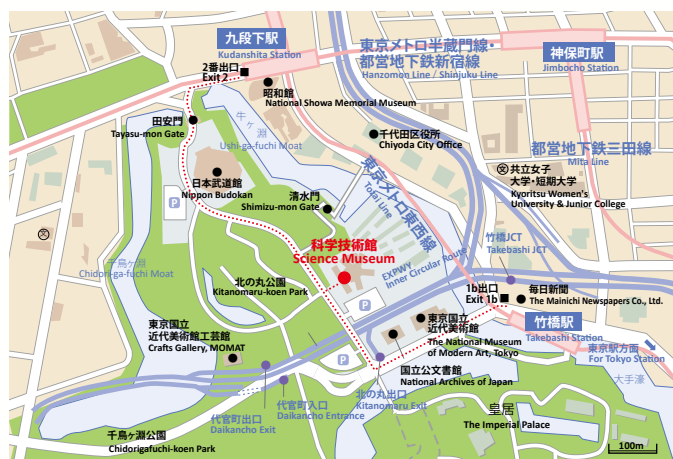 九段下駅
Kudanshita Station
2番出口
Exit 2
昭和館
National Showa Memorial Museum
東京メトロ半蔵門線・
都営地下鉄新宿線
Hanzomon Line / Shinjuku Line
神保町駅
Jimbocho Station
田安門
Tayasu-mon Gate
牛ヶ淵
Ushi-ga-fuchi Moat
千代田区役所
Chiyoda City Office
都営地下鉄三田線
Mita Line
文
共立女子
大学・短期大学
Kyoritsu Women's
University & Junior College
日本武道館
Nippon Budokan
清水門
Shimizu-mon Gate
東京メトロ東西線
Tozai Line
P
文
千鳥ヶ淵
Chidori-ga-fuchi Moat
科学技術館
Science Museum
竹橋JCT
Takebashi JCT
EXPWY
Inner Circular Route
北の丸公園
Kitanomaru-koen Park
1b出口
Exit 1b
毎日新聞
The Mainichi Newspapers Co., Ltd.
P
東京国立
近代美術館
The National Museum
of Modern Art, Tokyo
竹橋駅
Takebashi Station
東京国立
近代美術館工芸館
Crafts Gallery, MOMAT
東京駅方面
For Tokyo Station
P
国立公文書館
National Archives of Japan
大手濠
代官町出口
Daikancho Exit
代官町入口
Daikancho Entrance
北の丸出口
Kitanomaru Exit
皇居
The Imperial Palace
千鳥ヶ淵公園
Chidorigafuchi-koen Park
100m